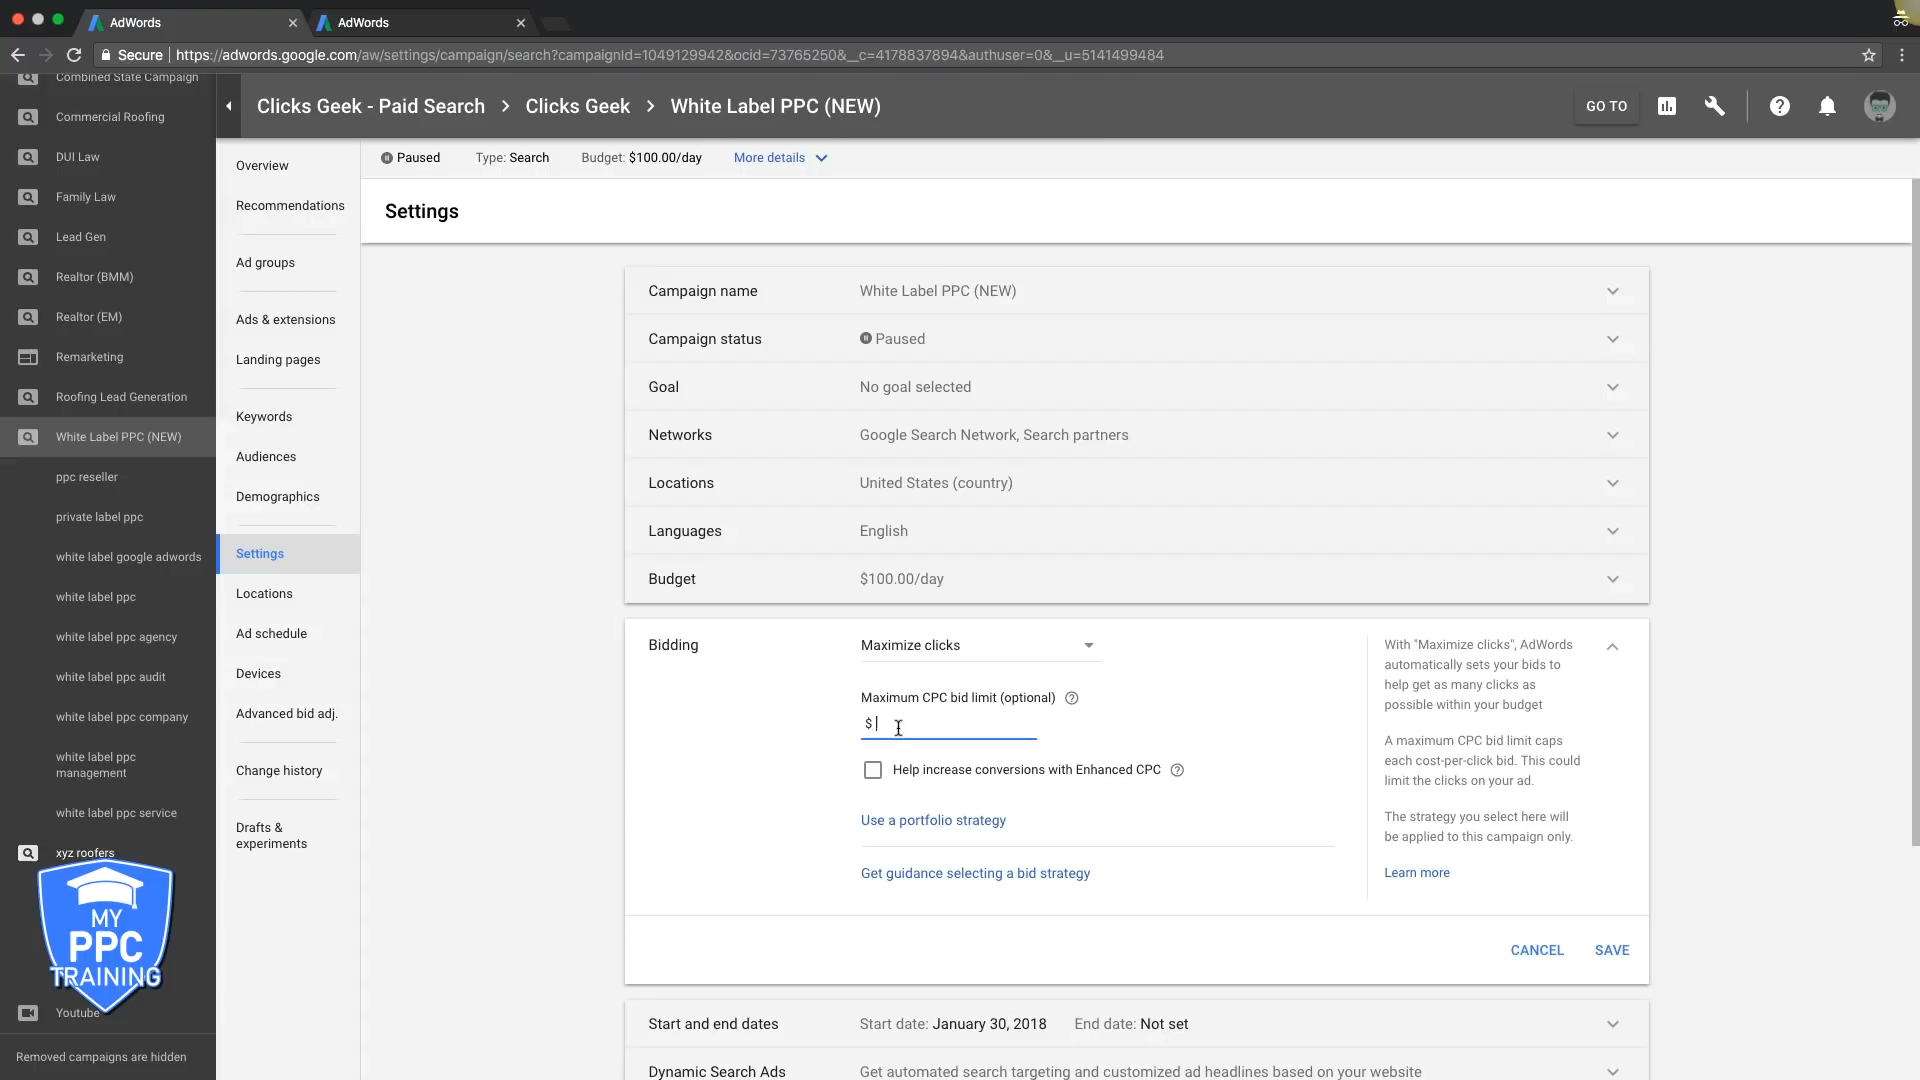 AdWords
AdWords
Secure | https://adwords.google.com/aw/settings/campaign/search?campaignId=1049129942&ocid=73765250&__c=4178837894&authuser=0&__u=5141499484
Clicks Geek - Paid Search > Clicks Geek > White Label PPC (NEW)
GO TO
Combined State Campaign
Commercial Roofing
DUI Law
Family Law
Lead Gen
Realtor (BMM)
Realtor (EM)
Remarketing
Roofing Lead Generation
White Label PPC (NEW)
ppc reseller
private label ppc
white label google adwords
white label ppc
white label ppc agency
white label ppc audit
white label ppc company
white label ppc
management
white label ppc service
xyz roofers
MY
PPC
TRAINING
Youtube
Removed campaigns are hidden
Overview
Recommendations
Ad groups
Ads & extensions
Landing pages
Keywords
Audiences
Demographics
Settings
Locations
Ad schedule
Devices
Advanced bid adj.
Change history
Drafts &
experiments
Paused Type: Search Budget: $100.00/day More details
Settings
Campaign name White Label PPC (NEW)
Campaign status Paused
Goal No goal selected
Networks Google Search Network, Search partners
Locations United States (country)
Languages English
Budget $100.00/day
Bidding Maximize clicks
Maximum CPC bid limit (optional)
$
Help increase conversions with Enhanced CPC
Use a portfolio strategy
Get guidance selecting a bid strategy
With "Maximize clicks", AdWords
automatically sets your bids to
help get as many clicks as
possible within your budget
A maximum CPC bid limit caps
each cost-per-click bid. This could
limit the clicks on your ad.
The strategy you select here will
be applied to this campaign only.
Learn more
CANCEL SAVE
Start and end dates Start date: January 30, 2018 End date: Not set
Dynamic Search Ads Get automated search targeting and customized ad headlines based on your website